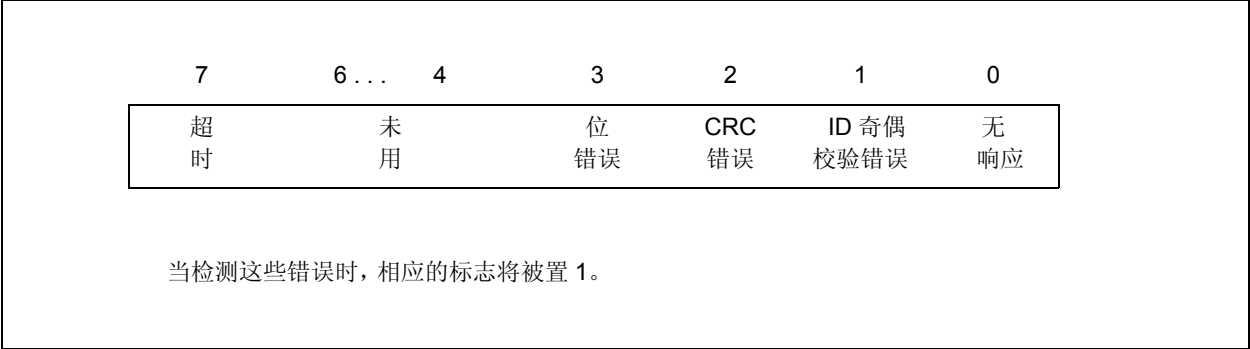 7 6 . . . 4 3 2 1 0
超 未 位 CRC ID 奇偶 无
时 用 错误 错误 校验错误 响应
当检测这些错误时，相应的标志将被置 1。